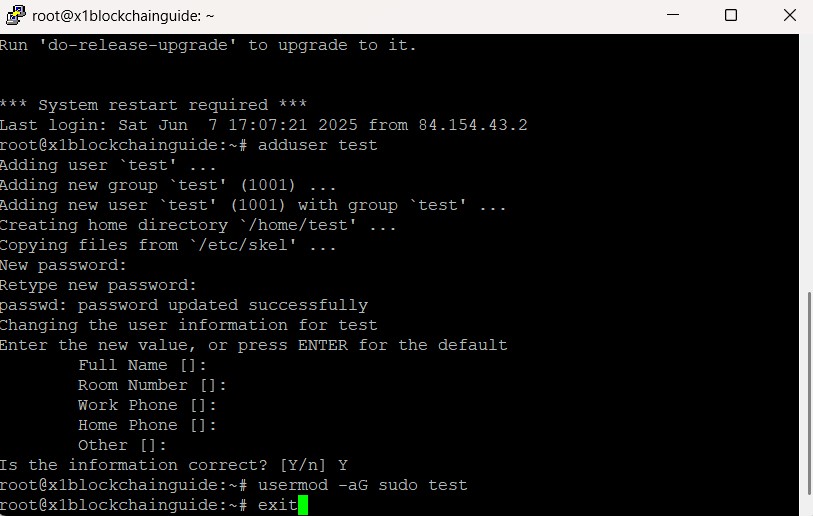 root@x1blockchainguide: ~
Run 'do-release-upgrade' to upgrade to it.
*** System restart required ***
Last login: Sat Jun  7 17:07:21 2025 from 84.154.43.2
root@x1blockchainguide:~# adduser test
Adding user `test' ...
Adding new group `test' (1001) ...
Adding new user `test' (1001) with group `test' ...
Creating home directory `/home/test' ...
Copying files from `/etc/skel' ...
New password:
Retype new password:
passwd: password updated successfully
Changing the user information for test
Enter the new value, or press ENTER for the default
        Full Name []:
        Room Number []:
        Work Phone []:
        Home Phone []:
        Other []:
Is the information correct? [Y/n] Y
root@x1blockchainguide:~# usermod -aG sudo test
root@x1blockchainguide:~# exit